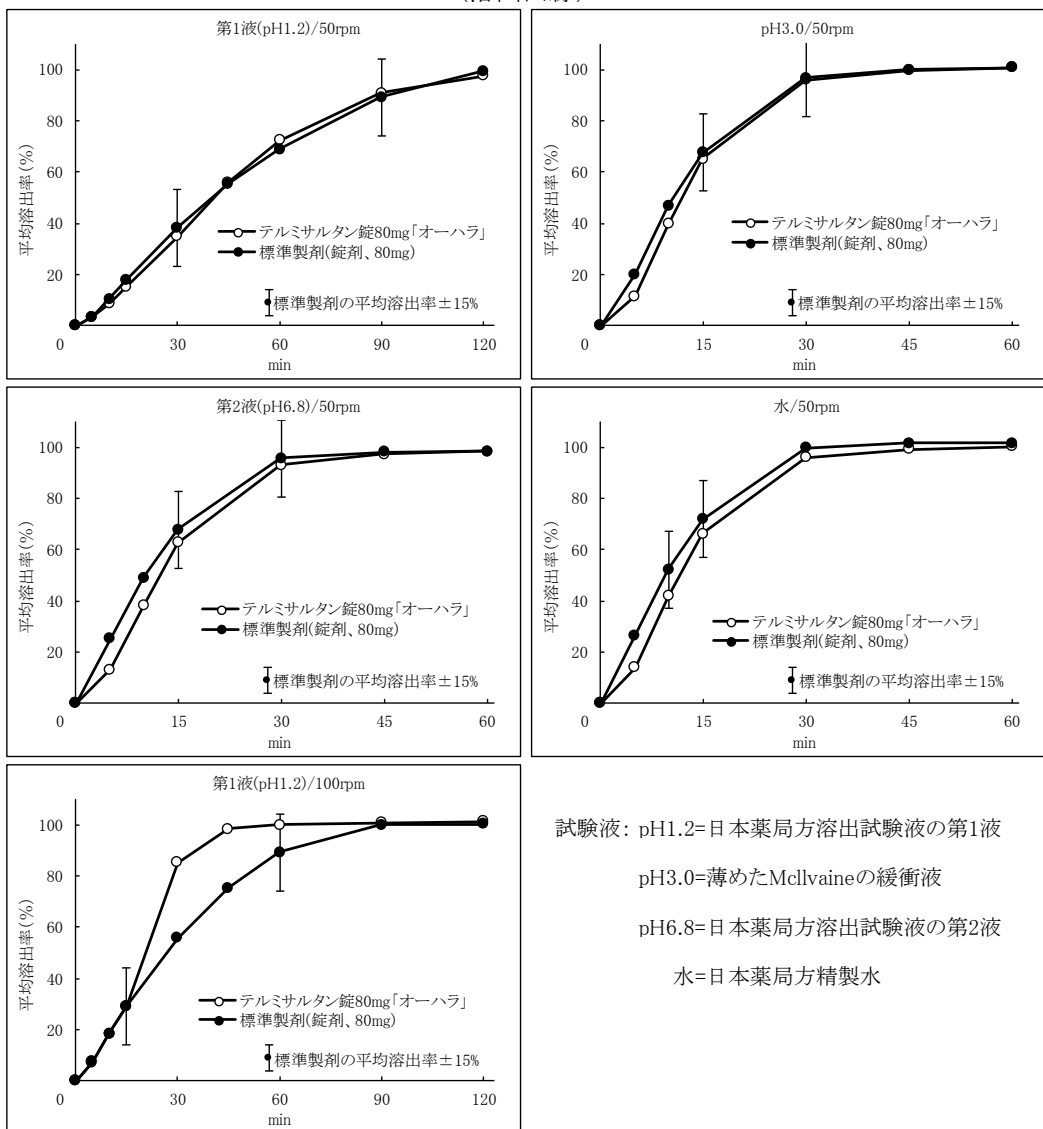 第1液(pH1.2)/50rpm
平均溶出率(%)
100
80
60
40
20
0
30
60
90
120
min
テルミサルタン錠80mg「オーハラ」
標準製剤(錠剤、80mg)
標準製剤の平均溶出率±15%
pH3.0/50rpm
平均溶出率(%)
100
80
60
40
20
0
15
30
45
60
min
テルミサルタン錠80mg「オーハラ」
標準製剤(錠剤、80mg)
標準製剤の平均溶出率±15%
第2液(pH6.8)/50rpm
平均溶出率(%)
100
80
60
40
20
0
15
30
45
60
min
テルミサルタン錠80mg「オーハラ」
標準製剤(錠剤、80mg)
標準製剤の平均溶出率±15%
水/50rpm
平均溶出率(%)
100
80
60
40
20
0
15
30
45
60
min
テルミサルタン錠80mg「オーハラ」
標準製剤(錠剤、80mg)
標準製剤の平均溶出率±15%
第1液(pH1.2)/100rpm
平均溶出率(%)
100
80
60
40
20
0
30
60
90
120
min
テルミサルタン錠80mg「オーハラ」
標準製剤(錠剤、80mg)
標準製剤の平均溶出率±15%
試験液: pH1.2=日本薬局方溶出試験液の第1液
pH3.0=薄めたMcIlvaineの緩衝液
pH6.8=日本薬局方溶出試験液の第2液
水=日本薬局方精製水